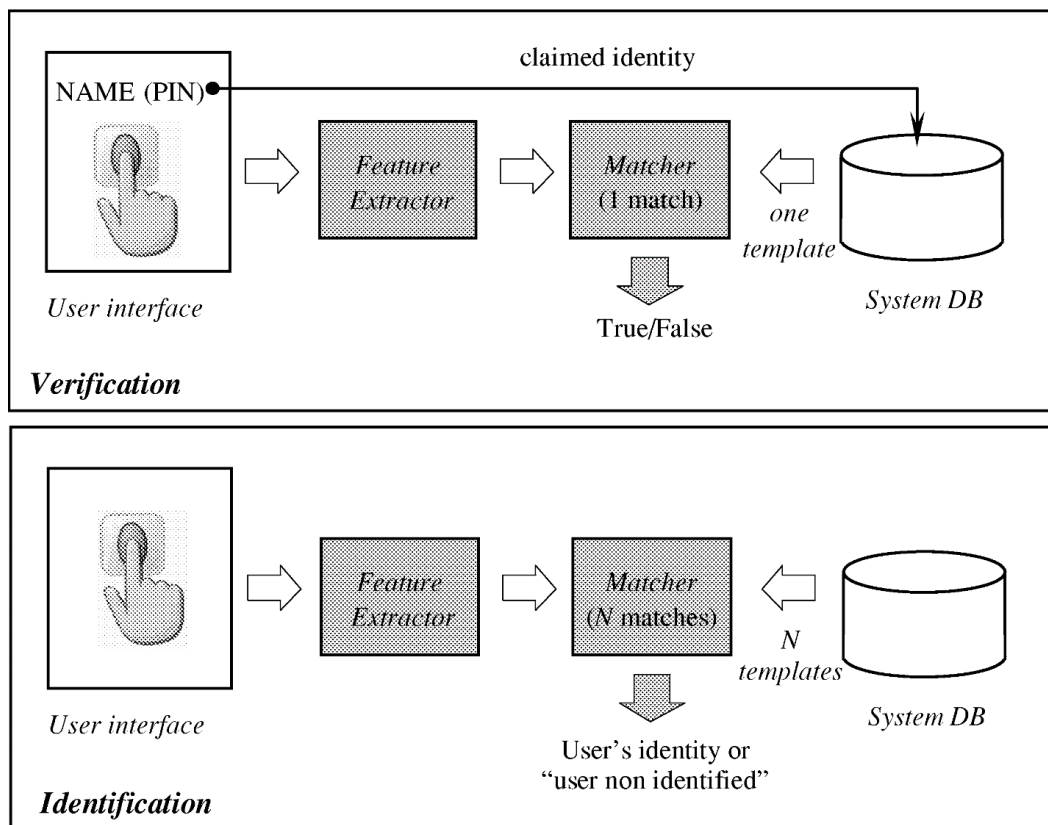 claimed identity
NAME (PIN)
Feature
Extractor
Matcher
(1 match)
one
template
User interface
System DB
True/False
Verification
Feature
Extractor
Matcher
(N matches)
N
templates
User interface
System DB
User’s identity or
“user non identified”
Identification